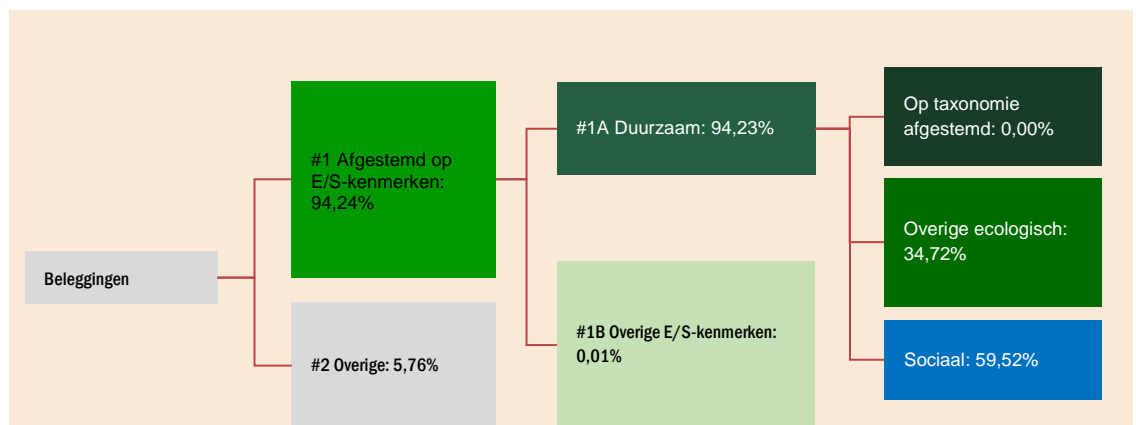 Beleggingen
#1 Afgestemd op
E/S-kenmerken:
94,24%
#2 Overige: 5,76%
#1A Duurzaam: 94,23%
#1B Overige E/S-kenmerken:
0,01%
Op taxonomie
afgestemd: 0,00%
Overige ecologisch:
34,72%
Sociaal: 59,52%